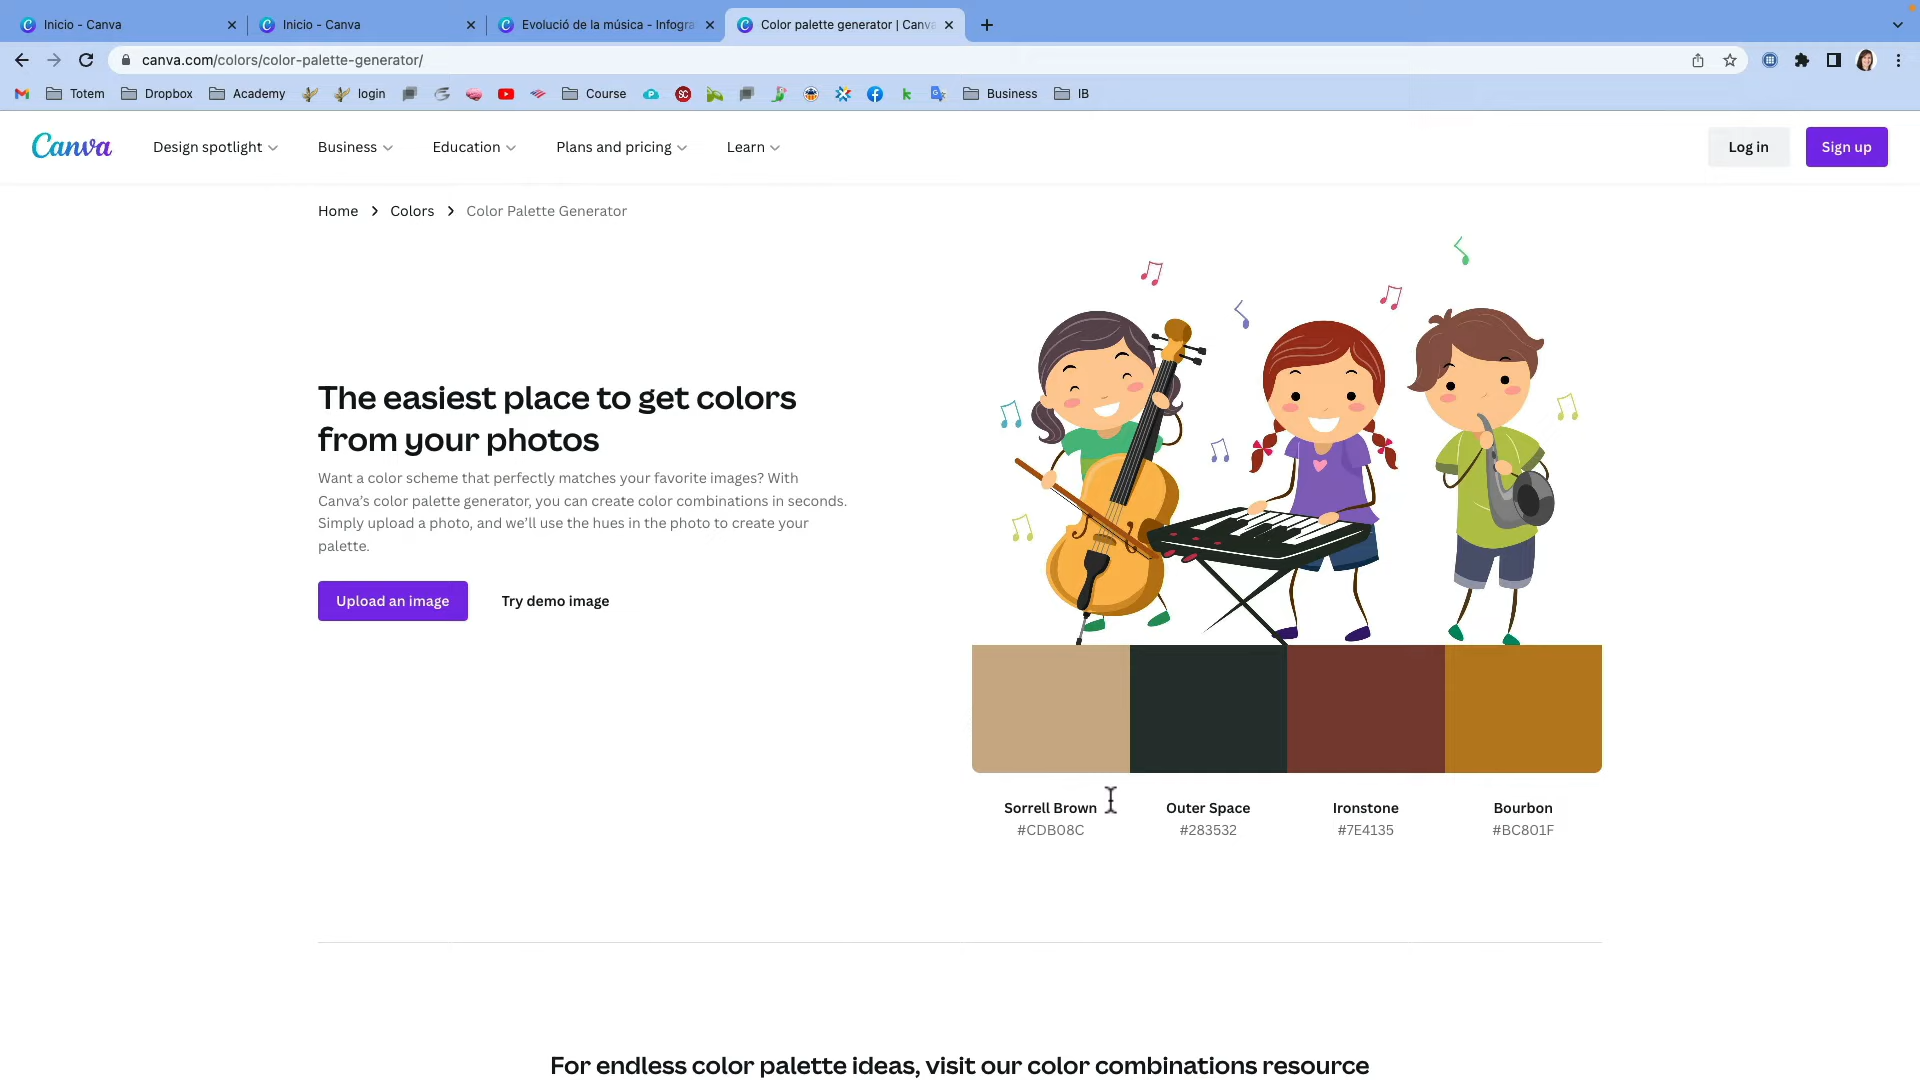 Inicio - Canva
Inicio - Canva
Evolució de la música - Infogra
Color palette generator | Canva
canva.com/colors/color-palette-generator/
Totem
Dropbox
Academy
login
SC
Course
k
Business
IB
Canva
Design spotlight
Business
Education
Plans and pricing
Learn
Log in
Sign up
Home > Colors > Color Palette Generator
The easiest place to get colors
from your photos
Want a color scheme that perfectly matches your favorite images? With
Canva's color palette generator, you can create color combinations in seconds.
Simply upload a photo, and we'll use the hues in the photo to create your
palette.
Upload an image
Try demo image
Sorrell Brown
Outer Space
Ironstone
Bourbon
#CDB08C
#283532
#7E4135
#BC801F
For endless color palette ideas, visit our color combinations resource